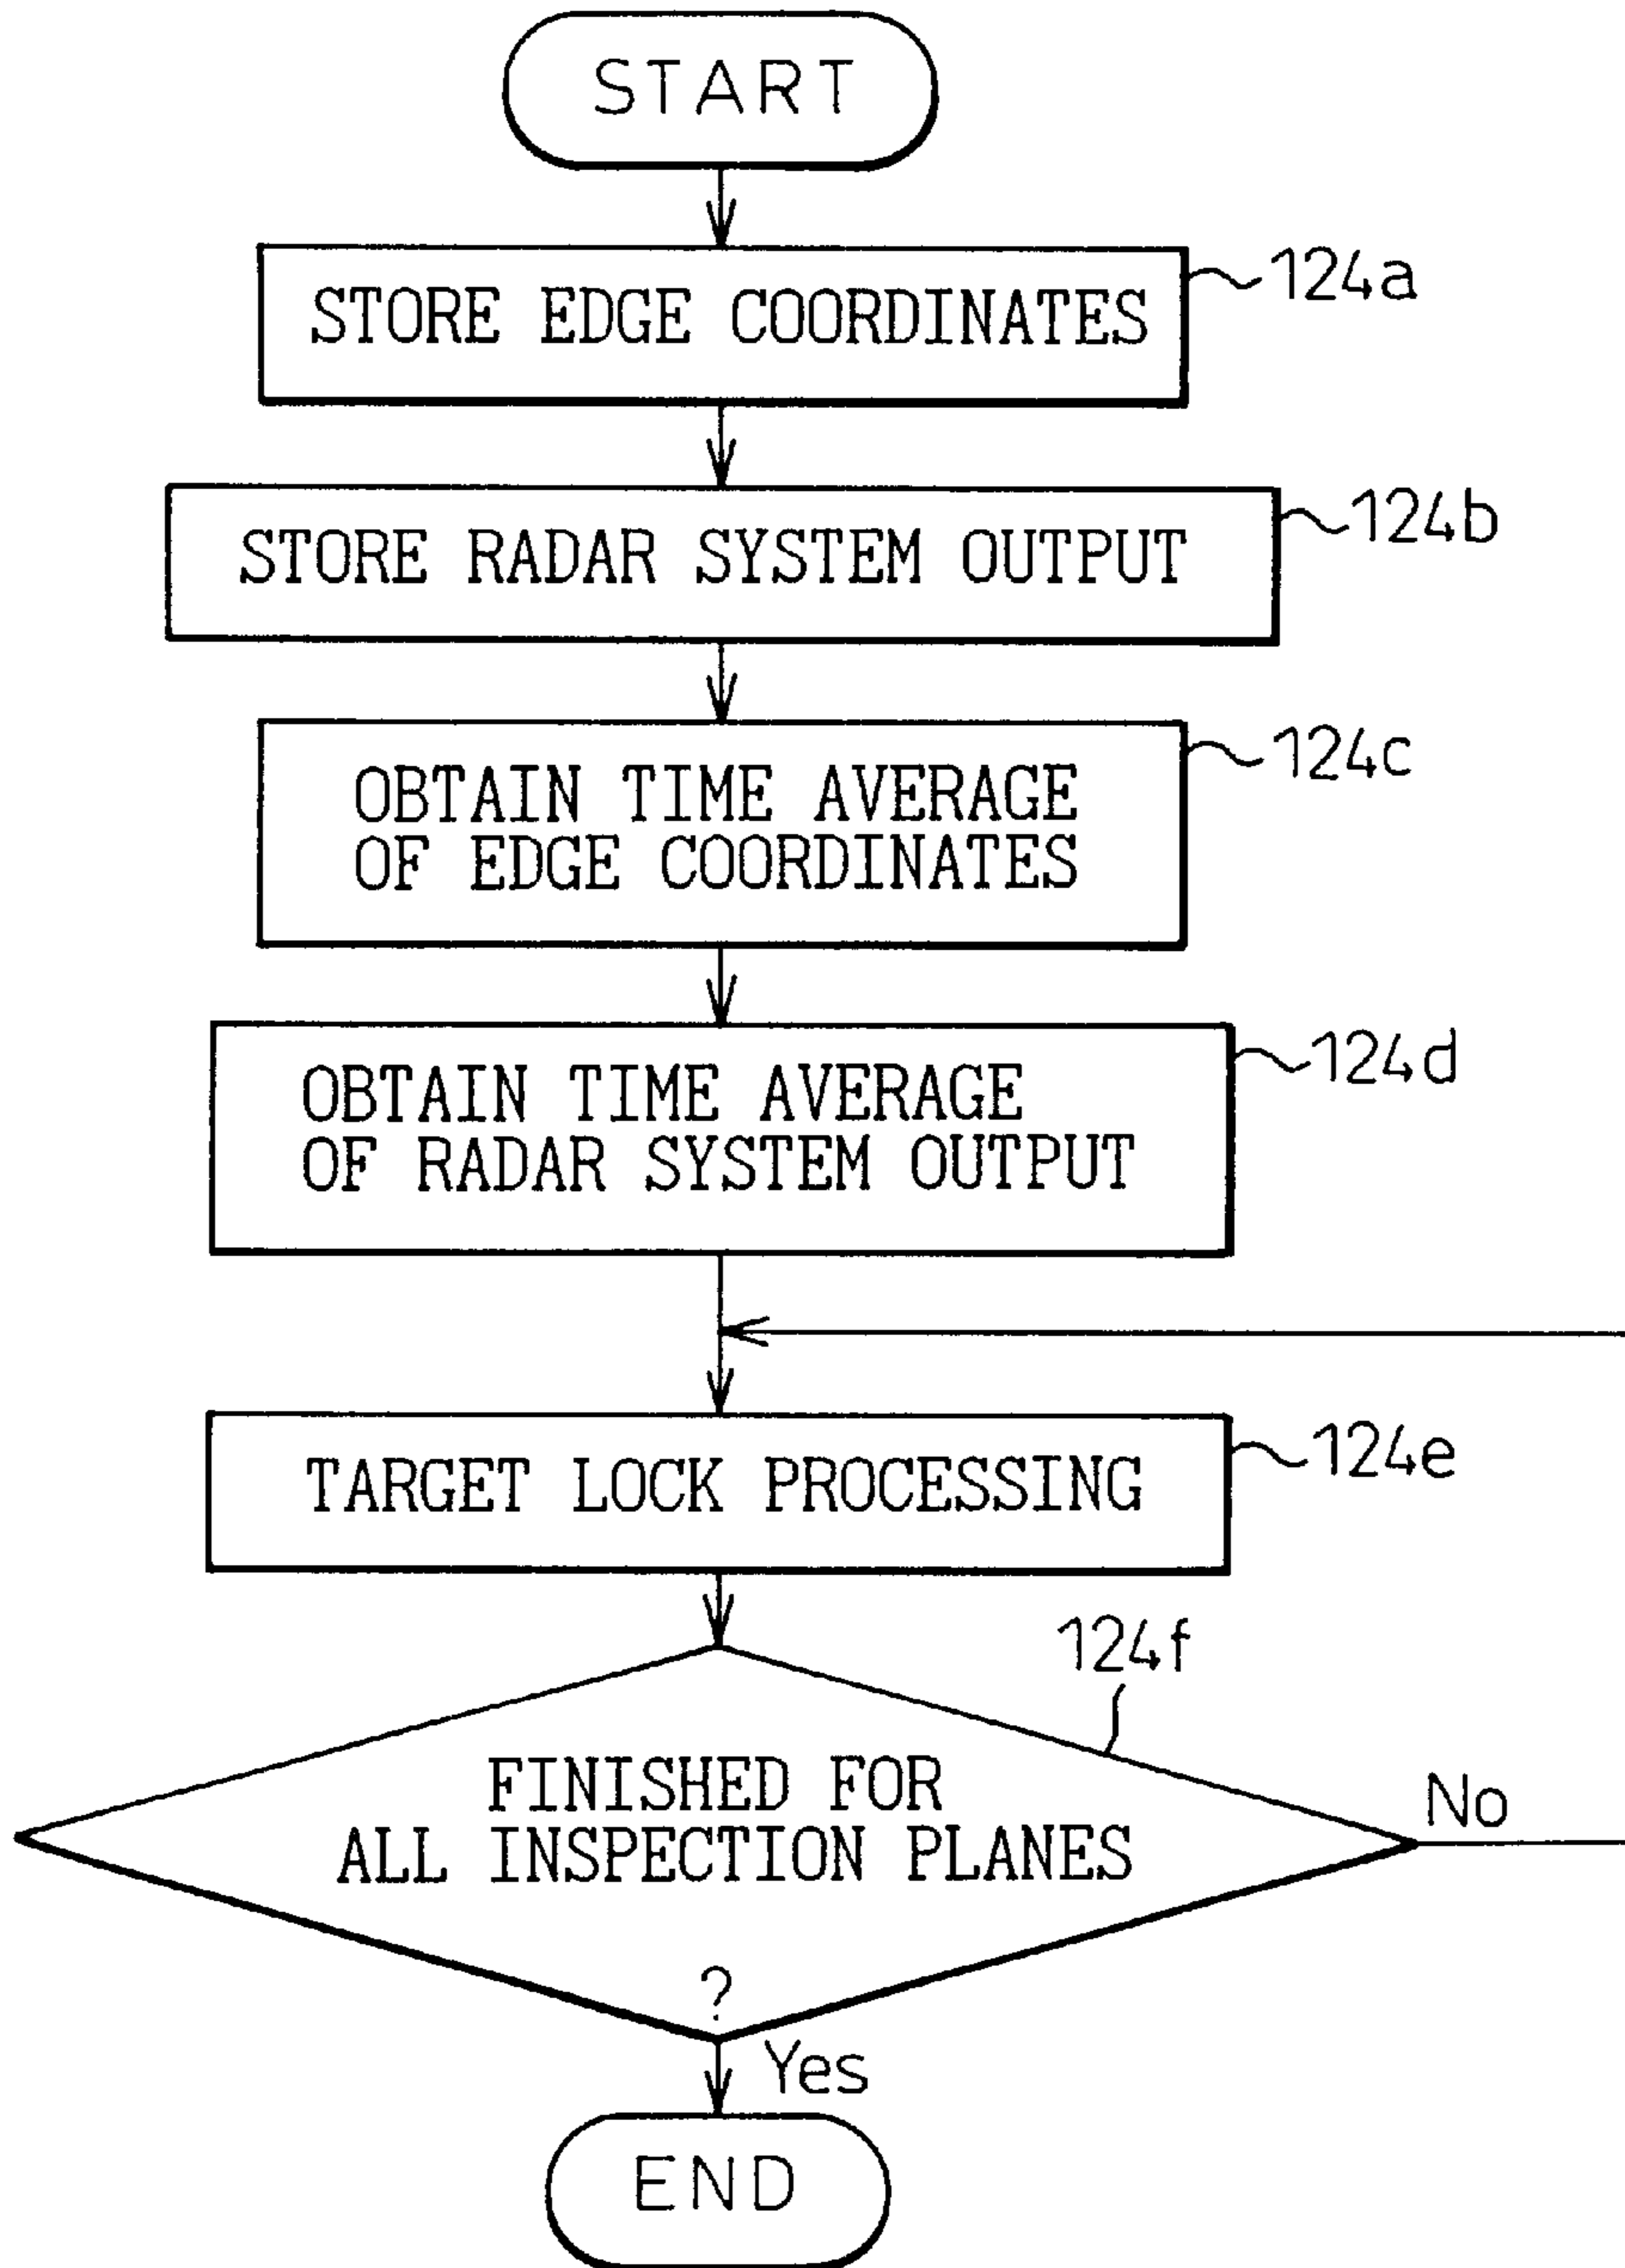 START
124a
STORE EDGE COORDINATES
124b
STORE RADAR SYSTEM OUTPUT
124c
OBTAIN TIME AVERAGE
OF EDGE COORDINATES
124d
OBTAIN TIME AVERAGE
OF RADAR SYSTEM OUTPUT
124e
TARGET LOCK PROCESSING
124f
FINISHED FOR
ALL INSPECTION PLANES
?
No
Yes
END